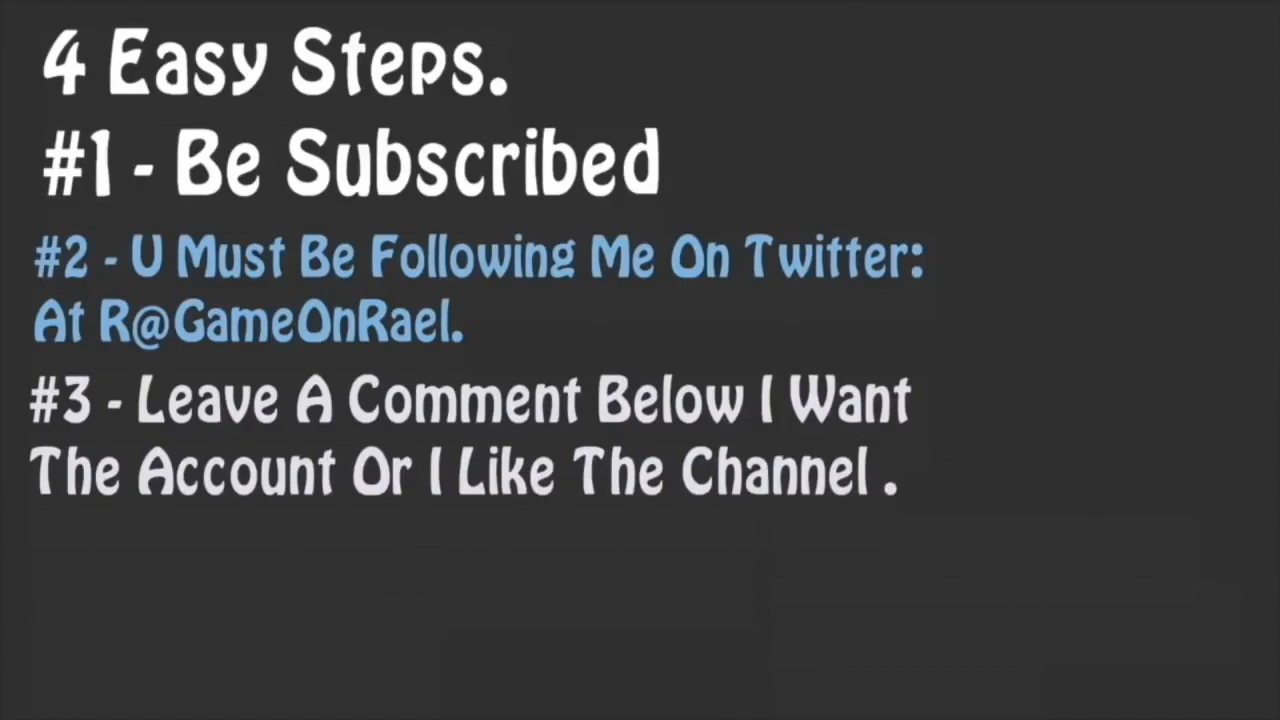 4 Easy Steps.
#1 - Be Subscribed
#2 - U Must Be Following Me On Twitter:
At R@GameOnRael.
#3 - Leave A Comment Below I Want
The Account Or I Like The Channel .